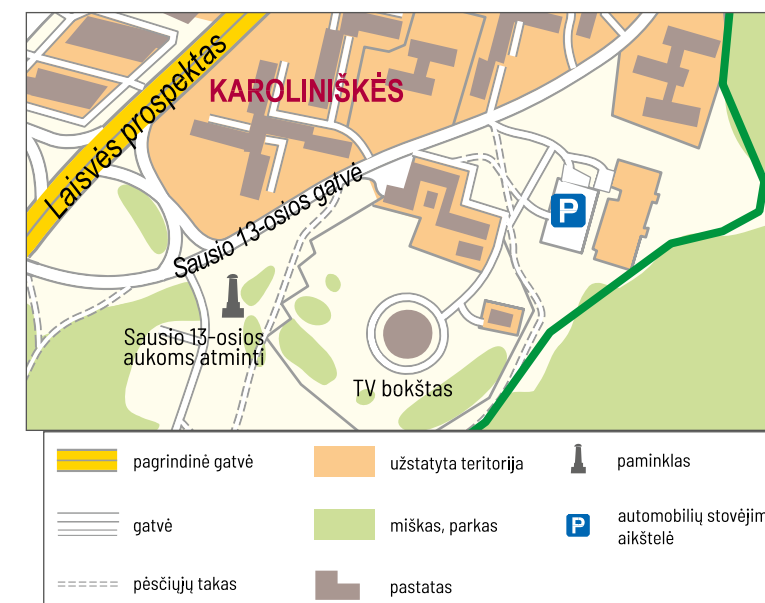 Laisvės prospektas
KAROLINIŠKĖS
Sausio 13-osios gatvė
P
Sausio 13-osios
aukoms atminti
TV bokštas
pagrindinė gatvė
užstatyta teritorija
paminklas
gatvė
miškas, parkas
P
automobilių stovėjim
aikštelė
pėsčiųjų takas
pastatas